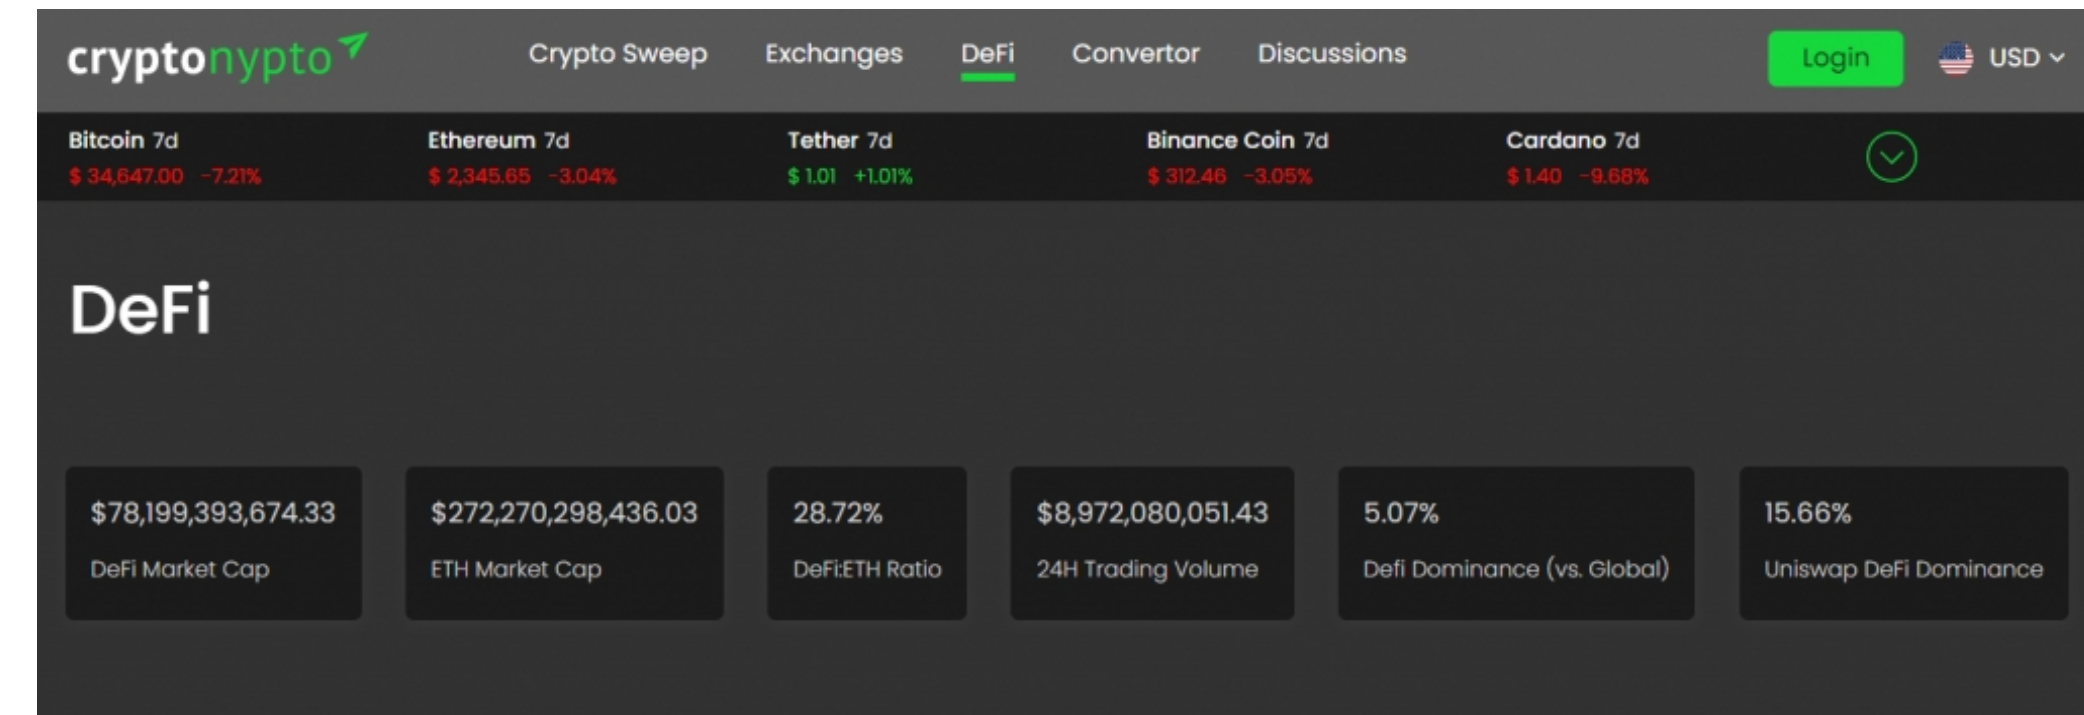 cryptonypto Crypto Sweep Exchanges DeFi Convertor Discussions Login USD
Bitcoin 7d Ethereum 7d Tether 7d Binance Coin 7d Cardano 7d
$ 34,647.00 -7.21% $ 2,345.65 -3.04% $ 1.01 +1.01% $ 312.46 -3.05% $ 1.40 -9.68%
DeFi
$78,199,393,674.33 $272,270,298,436.03 28.72% $8,972,080,051.43 5.07% 15.66%
DeFi Market Cap ETH Market Cap DeFi:ETH Ratio 24H Trading Volume Defi Dominance (vs. Global) Uniswap DeFi Dominance